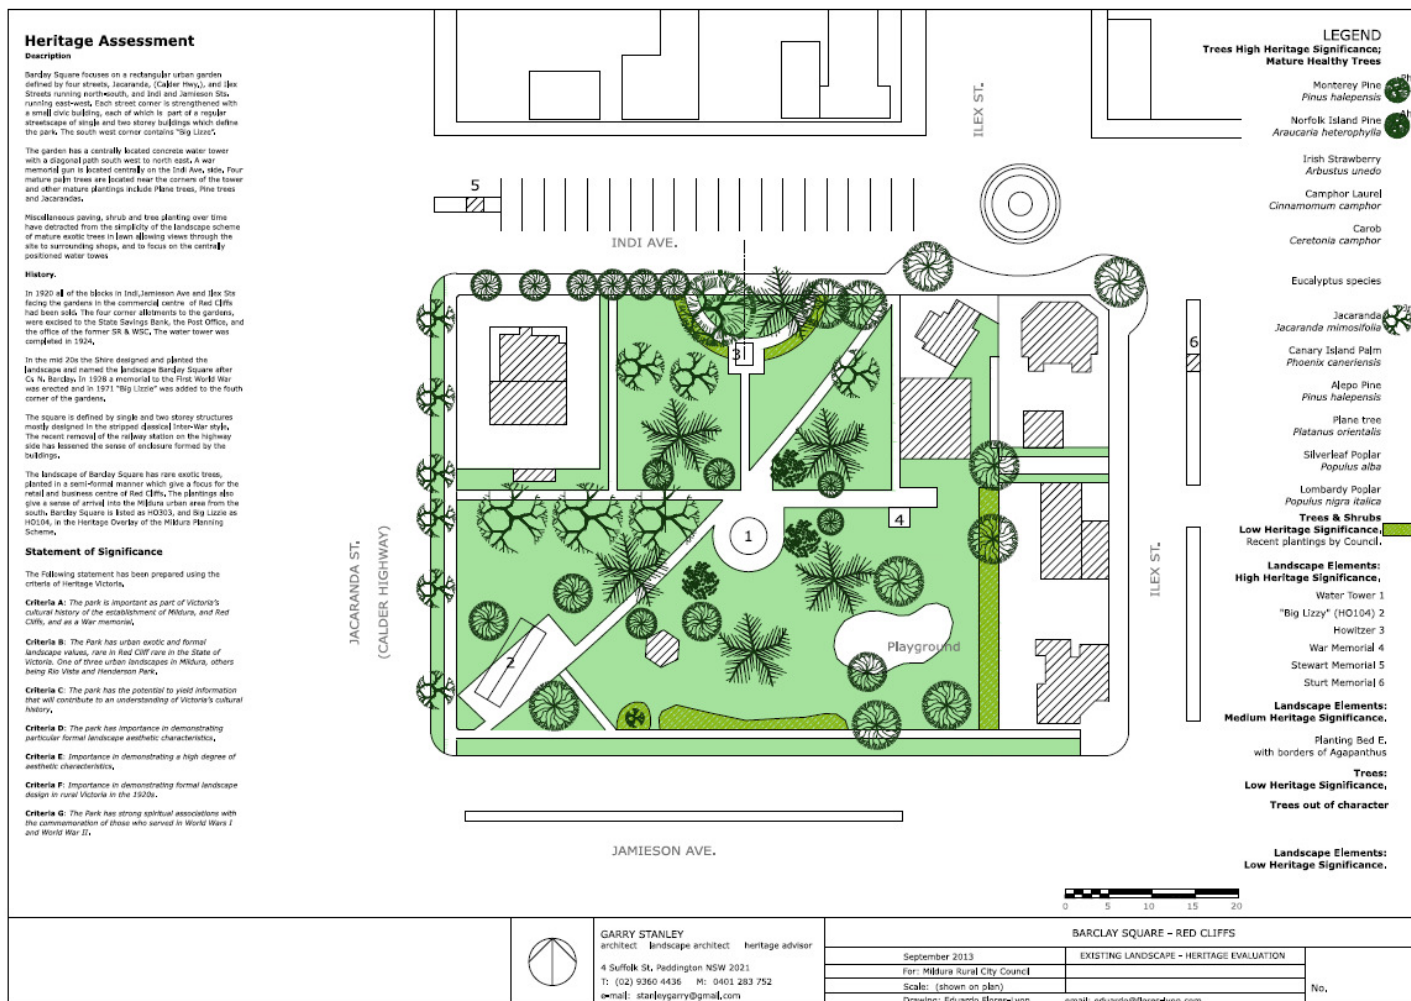 Heritage Assessment
Description
Barclay Square focuses on a rectangular urban garden
defined by four streets, Jacaranda, (Calder Hwy.), and Ilex
Streets running north-south, and Indi and Jamieson Sts.
running east-west. Each street corner is strengthened with
a small civic building, each of which is part of a regular
streetscape of single and two storey buildings which define
the park. The south west corner contains "Big Lizze".
The garden has a centrally located concrete water tower
with a diagonal path south west to north east. A war
memorial gun is located centrally on the Indi Ave. side. Four
mature palm trees are located near the corners of the tower
and other mature plantings include Plane trees, Pine trees
and Jacarandas.
Miscellaneous paving, shrub and tree planting over time
have detracted from the simplicity of the landscape scheme
of mature exotic trees in lawn allowing views through the
site to surrounding shops, and to focus on the centrally
positioned water towes
History.
In 1920 all of the blocks in Indi,Jamieson Ave and Ilex Sts
facing the gardens in the commercial centre of Red Cliffs
had been sold. The four corner allotments to the gardens,
were excised to the State Savings Bank, the Post Office, and
the office of the former SR & WSC. The water tower was
completed in 1924.
In the mid 20s the Shire designed and planted the
landscape and named the landscape Barclay Square after
Cs N. Barclay. In 1928 a memorial to the First World War
was erected and in 1971 "Big Lizzie" was added to the fouth
corner of the gardens.
The square is defined by single and two storey structures
mostly designed in the stripped classical Inter-War style.
The recent removal of the railway station on the highway
side has lessened the sense of enclosure formed by the
buildings.
The landscape of Barclay Square has rare exotic trees,
planted in a semi-formal manner which give a focus for the
retail and business centre of Red Cliffs. The plantings also
give a sense of arrival into the Mildura urban area from the
south. Barclay Square is listed as HO303, and Big Lizzie as
HO104, in the Heritage Overlay of the Mildura Planning
Scheme.
Statement of Significance
The Following statement has been prepared using the
criteria of Heritage Victoria.
Criteria A: The park is important as part of Victoria's
cultural history of the establishment of Mildura, and Red
Cliffs, and as a War memorial.
Criteria B: The Park has urban exotic and formal
landscape values, rare in Red Cliff rare in the State of
Victoria. One of three urban landscapes in Mildura, others
being Rio Vista and Henderson Park.
Criteria C: The park has the potential to yield information
that will contribute to an understanding of Victoria's cultural
history.
Criteria D: The park has importance in demonstrating
particular formal landscape aesthetic characteristics.
Criteria E: Importance in demonstrating a high degree of
aesthetic characteristics.
Criteria F: Importance in demonstrating formal landscape
design in rural Victoria in the 1920s.
Criteria G: The Park has strong spiritual associations with
the commemoration of those who served in World Wars I
and World War II.
5
INDI AVE.
ILEX ST.
3
6
4
1
2
Playground
JACARANDA ST.
(CALDER HIGHWAY)
ILEX ST.
JAMIESON AVE.
LEGEND
Trees High Heritage Significance;
Mature Healthy Trees
Monterey Pine
Pinus halepensis
Norfolk Island Pine
Araucaria heterophylla
Irish Strawberry
Arbustus unedo
Camphor Laurel
Cinnamomum camphor
Carob
Ceretonia camphor
Eucalyptus species
Jacaranda
Jacaranda mimosifolia
Canary Island Palm
Phoenix caneriensis
Alepo Pine
Pinus halepensis
Plane tree
Platanus orientalis
Silverleaf Poplar
Populus alba
Lombardy Poplar
Populus nigra italica
Trees & Shrubs
Low Heritage Significance.
Recent plantings by Council.
Landscape Elements:
High Heritage Significance.
Water Tower 1
"Big Lizzy" (HO104) 2
Howitzer 3
War Memorial 4
Stewart Memorial 5
Sturt Memorial 6
Landscape Elements:
Medium Heritage Significance.
Planting Bed E.
with borders of Agapanthus
Trees:
Low Heritage Significance.
Trees out of character
Landscape Elements:
Low Heritage Significance.
0 5 10 15 20
GARRY STANLEY
architect landscape architect heritage advisor
4 Suffolk St. Paddington NSW 2021
T: (02) 9360 4436 M: 0401 283 752
e-mail: stanleygarry@gmail.com
BARCLAY SQUARE - RED CLIFFS
September 2013
EXISTING LANDSCAPE - HERITAGE EVALUATION
For: Mildura Rural City Council
Scale: (shown on plan)
No.
Drawing: Eduardo Flores-Lyon
email: eduardo@flores-lyon.com